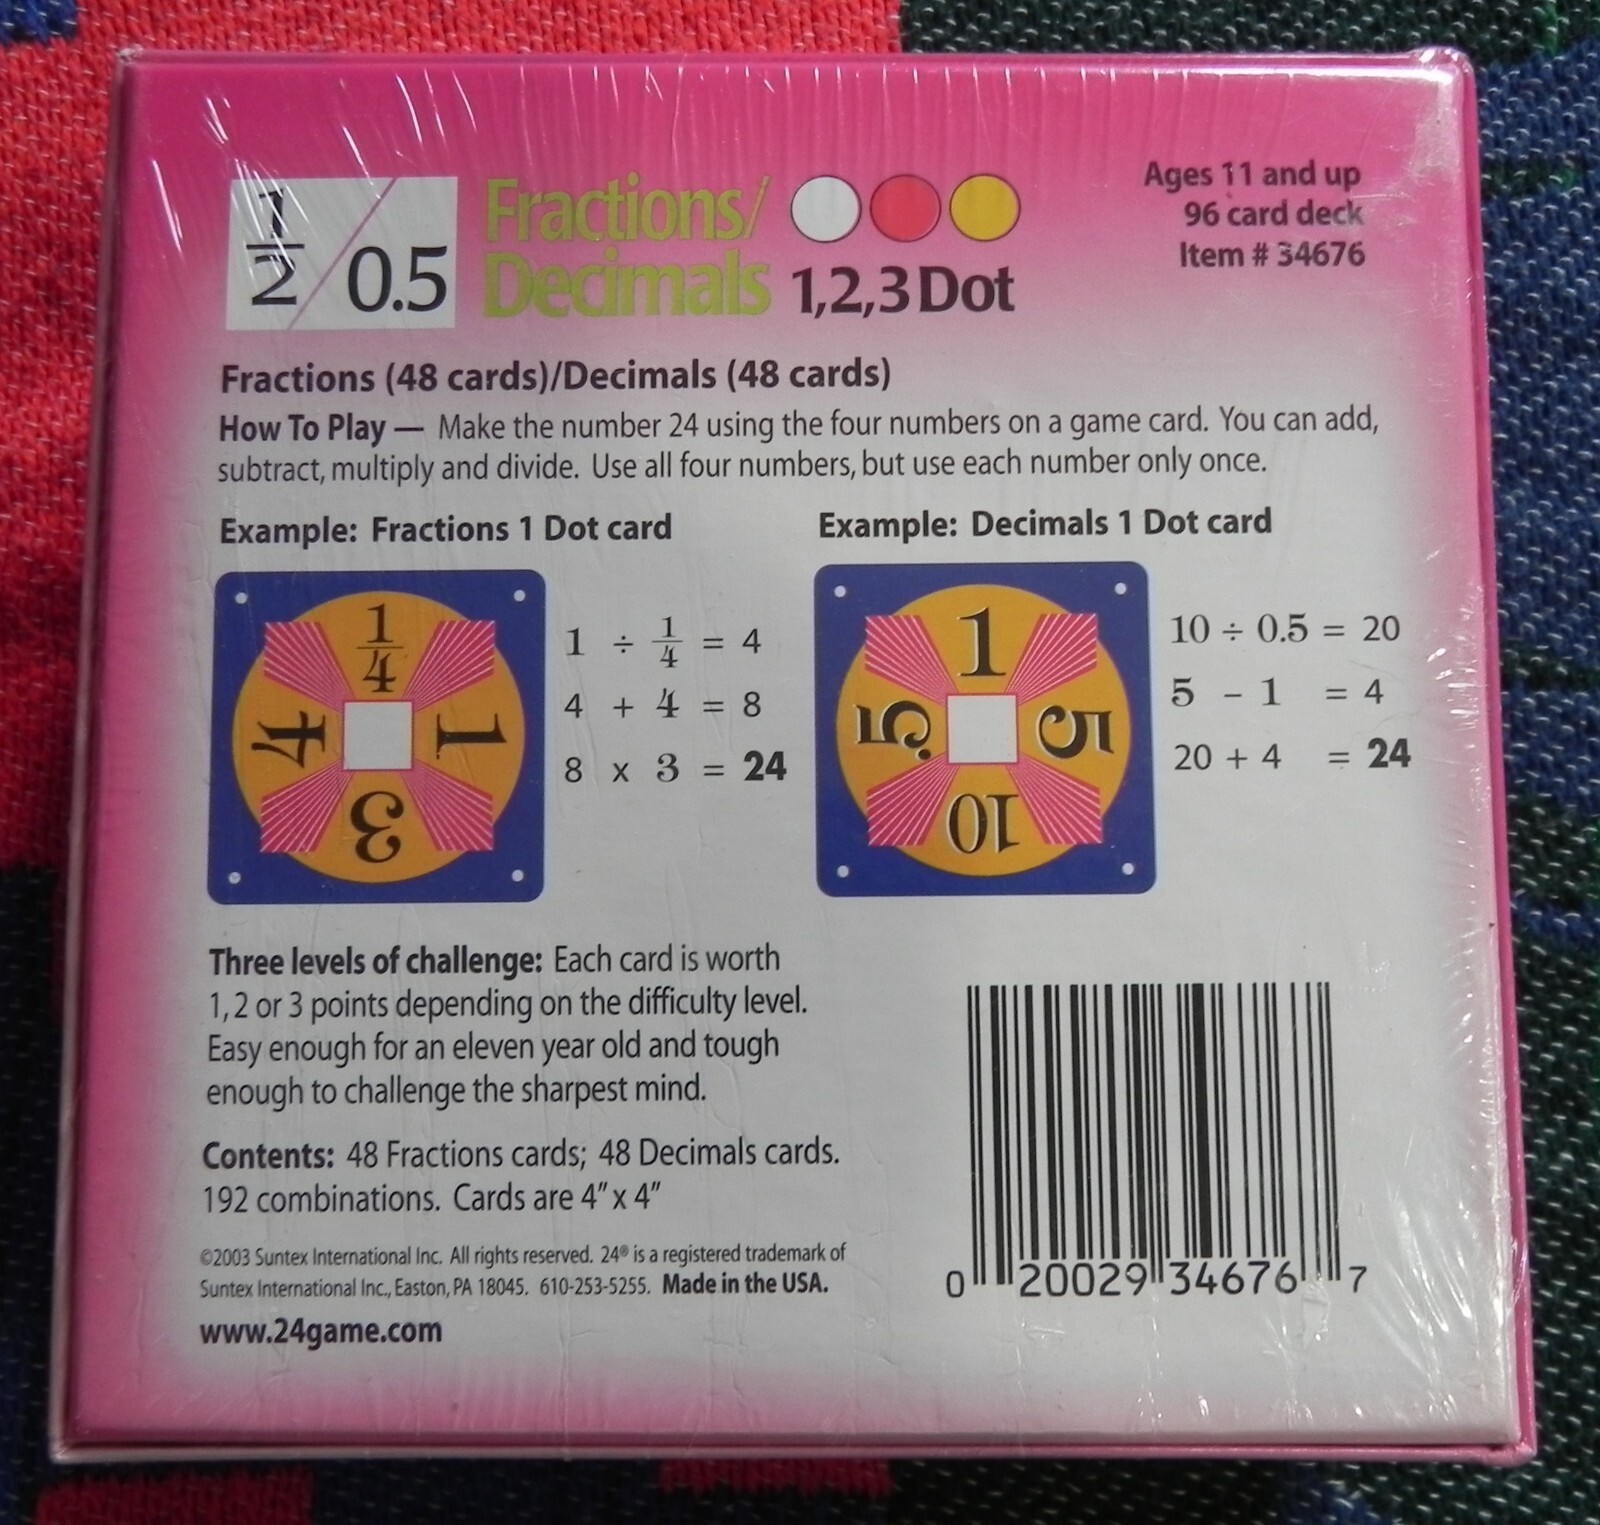 1/2 / 0.5
Fractions/
Decimals
1,2,3 Dot
Ages 11 and up
96 card deck
Item # 34676
Fractions (48 cards)/Decimals (48 cards)
How To Play — Make the number 24 using the four numbers on a game card. You can add,
subtract, multiply and divide. Use all four numbers, but use each number only once.
Example: Fractions 1 Dot card
1/4
4
1
3
1 ÷ 1/4 = 4
4 + 4 = 8
8 x 3 = 24
Example: Decimals 1 Dot card
1
.5
5
10
10 ÷ 0.5 = 20
5 - 1 = 4
20 + 4 = 24
Three levels of challenge: Each card is worth
1, 2 or 3 points depending on the difficulty level.
Easy enough for an eleven year old and tough
enough to challenge the sharpest mind.
Contents: 48 Fractions cards; 48 Decimals cards.
192 combinations. Cards are 4" x 4"
©2003 Suntex International Inc. All rights reserved. 24® is a registered trademark of
Suntex International Inc., Easton, PA 18045. 610-253-5255. Made in the USA.
www.24game.com
0 20029 34676 7